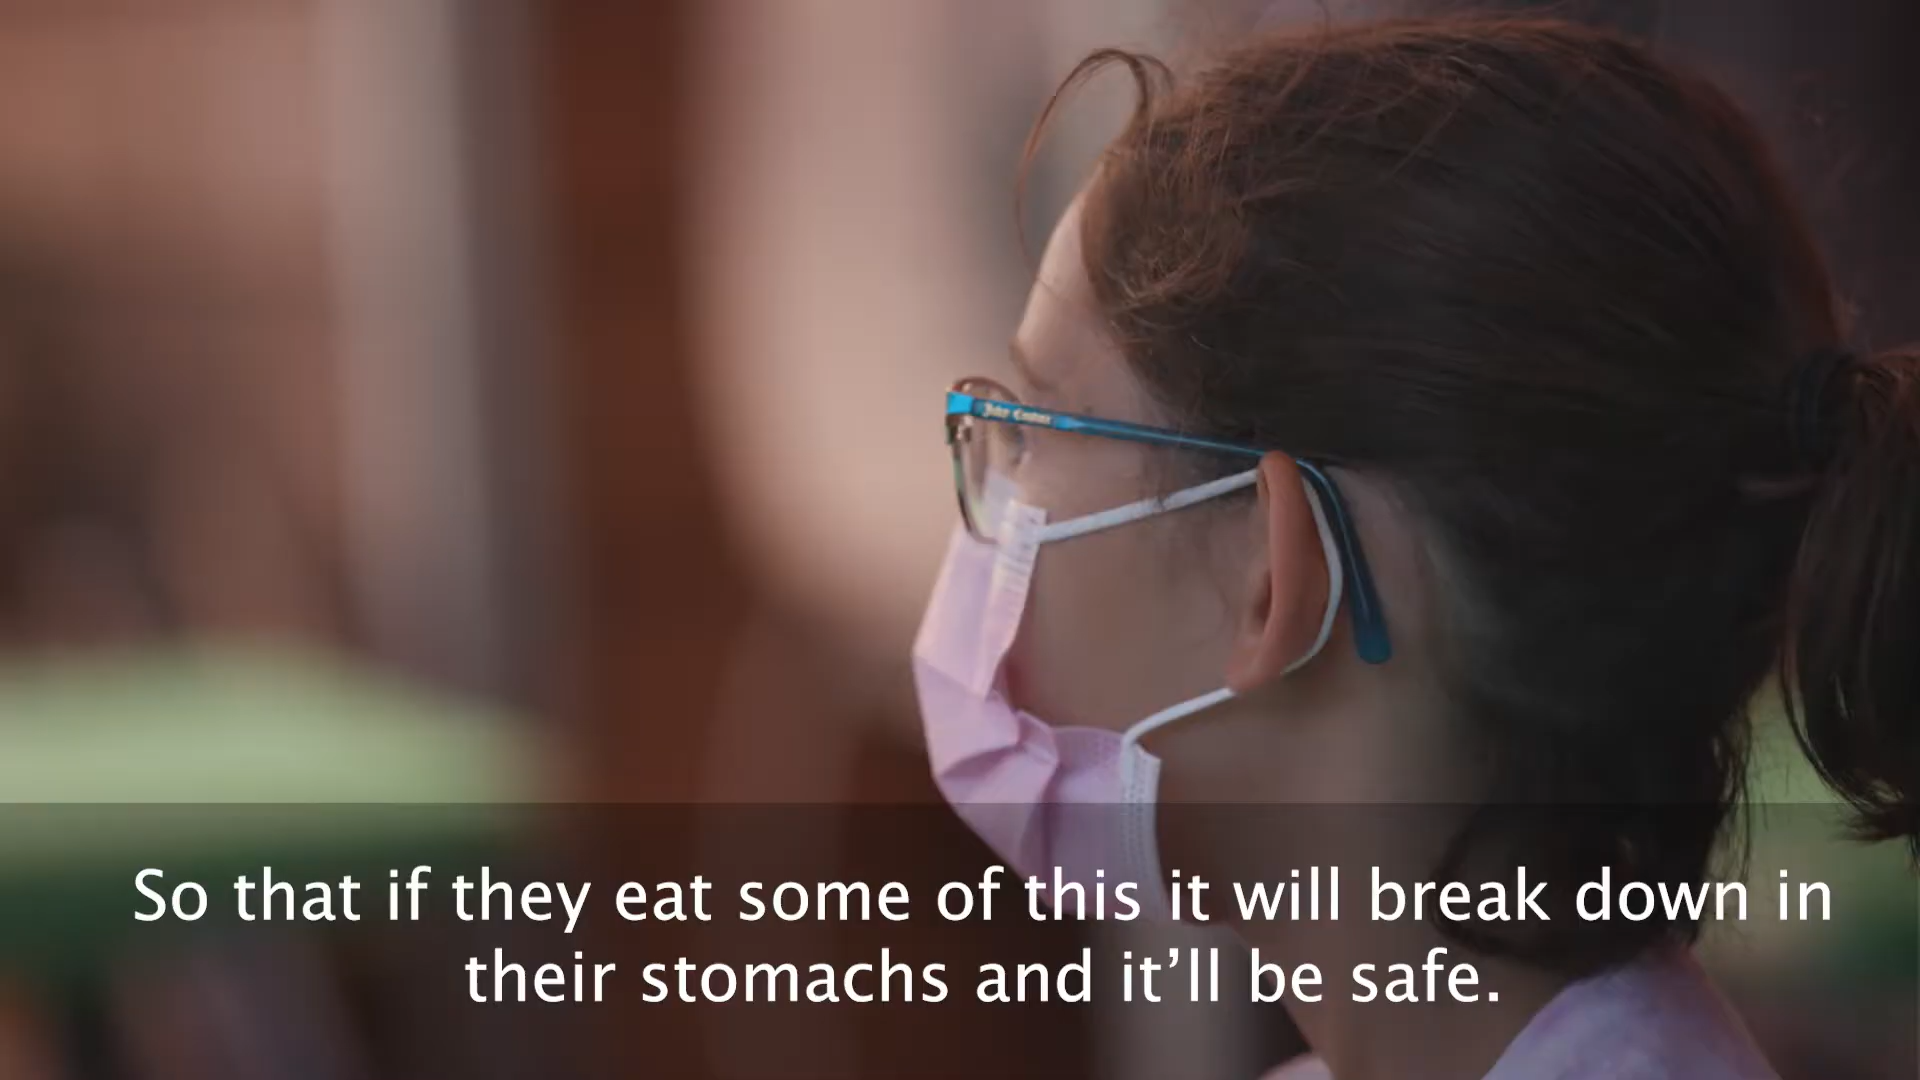 So that if they eat some of this it will break down in
their stomachs and it’ll be safe.